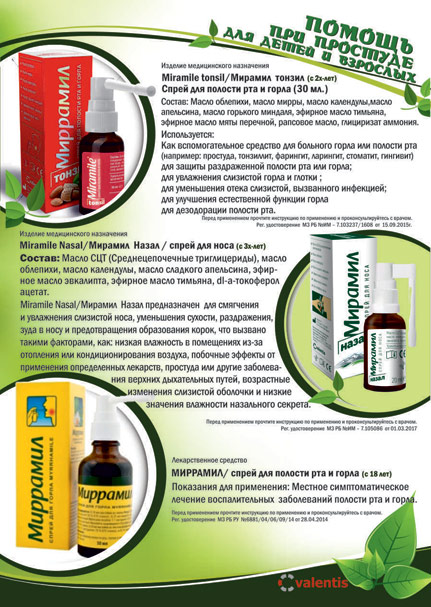 ПОМОЩЬ
ПРИ ПРОСТУДЕ
ДЛЯ ДЕТЕЙ И ВЗРОСЛЫХ
Изделие медицинского назначения
Miramile tonsil/Мирамил тонзил (с 2х-лет)
Спрей для полости рта и горла (30 мл.)
Состав: Масло облепихи, масло мирры, масло календулы,масло
апельсина, масло горького миндаля, эфирное масло тимьяна,
эфирное масло мяты перечной, рапсовое масло, глициризат аммония.
Используется:
Как вспомогательное средство для больного горла или полости рта
(например: простуда, тонзилит, фарингит, ларингит, стоматит, гингивит)
для защиты раздраженной полости рта или горла;
для увлажнения слизистой горла и глотки ;
для уменьшения отека слизистой, вызванного инфекцией;
для улучшения естественной функции горла
для дезодорации полости рта.
Перед применением прочтите инструкцию по применению и проконсультируйтесь с врачом.
Рег. удостоверение МЗ РБ №ИМ – 7.103237/1608 от 15.09.2015г.
Миррамил
ТОНЗИЛ
Miramile
tonsil
Изделие медицинского назначения
Miramile Nasal/Мирамил Назал / спрей для носа (с 3х-лет)
Состав: Масло СЦТ (Среднецепочечные триглицериды), масло
облепихи, масло календулы, масло сладкого апельсина, эфир-
ное масло эвкалипта, эфирное масло тимьяна, dl-a-токоферол
ацетат.
Miramile Nasal/Мирамил Назал предназначен для смягчения
и увлажнения слизистой носа, уменьшения сухости, раздражения,
зуда в носу и предотвращения образования корок, что вызвано
такими факторами, как: низкая влажность в помещениях из-за
отопления или кондиционирования воздуха, побочные эффекты от
применения определенных лекарств, простуда или другие заболева-
ния верхних дыхательных путей, возрастные
изменения слизистой оболочки и низкие
значения влажности назального секрета.
Перед применением прочтите инструкцию по применению и проконсультируйтесь с врачом.
Рег. удостоверение МЗ РБ №ИМ – 7.105086 от 01.03.2017
Мирамил
СПРЕЙ ДЛЯ НОСА
назал
Мирамил
СПРЕЙ ДЛЯ НОСА
назал
Миррамил
СПРЕЙ ДЛЯ ГОРЛА MYRRHAMILE
Миррамил
Лекарственное средство
МИРРАМИЛ/ спрей для полости рта и горла (с 18 лет)
Показания для применения: Местное симптоматическое
лечение воспалительных заболеваний полости рта и горла.
Перед применением прочтите инструкцию по применению и проконсультируйтесь с врачом.
Рег. удостоверение МЗ РБ РУ №6881/04/06/09/14 от 28.04.2014
valentis